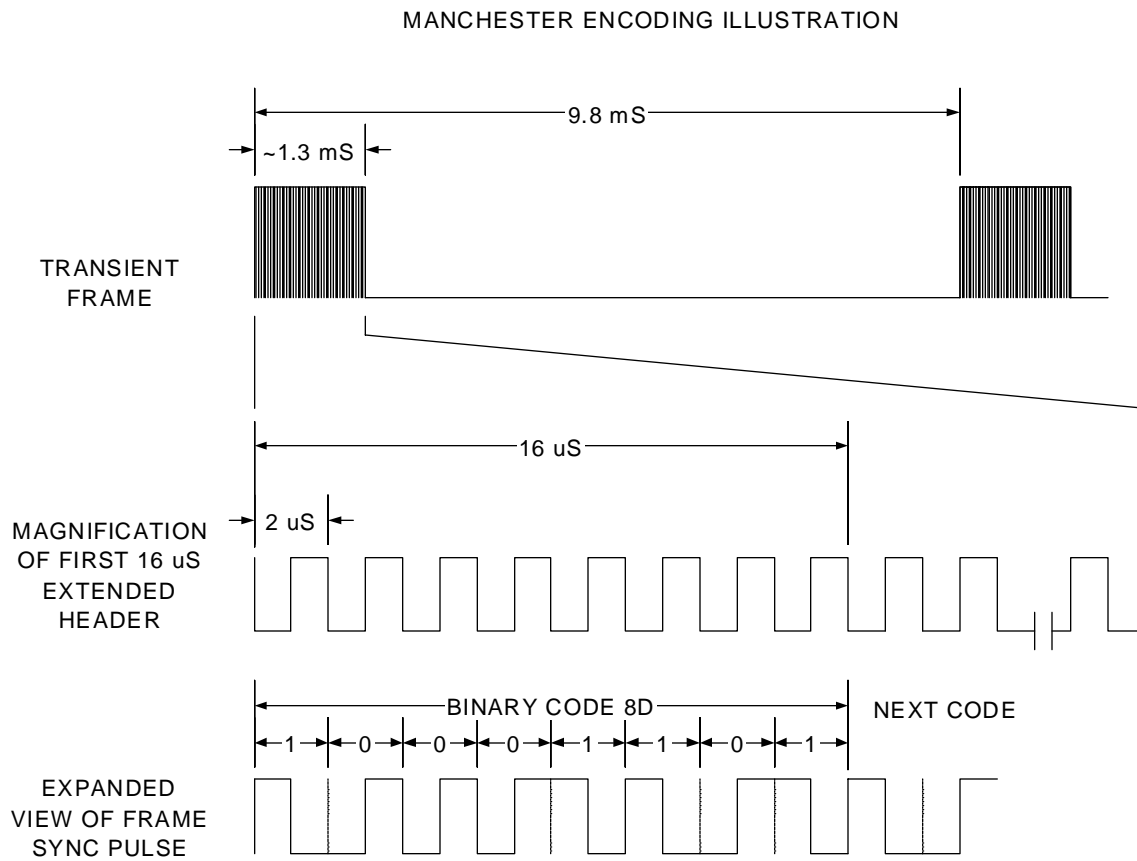 MANCHESTER ENCODING ILLUSTRATION
9.8 mS
~1.3 mS
TRANSIENT
FRAME
16 uS
2 uS
MAGNIFICATION
OF FIRST 16 uS
EXTENDED
HEADER
BINARY CODE 8D
NEXT CODE
1 0 0 0 1 1 0 1
EXPANDED
VIEW OF FRAME
SYNC PULSE